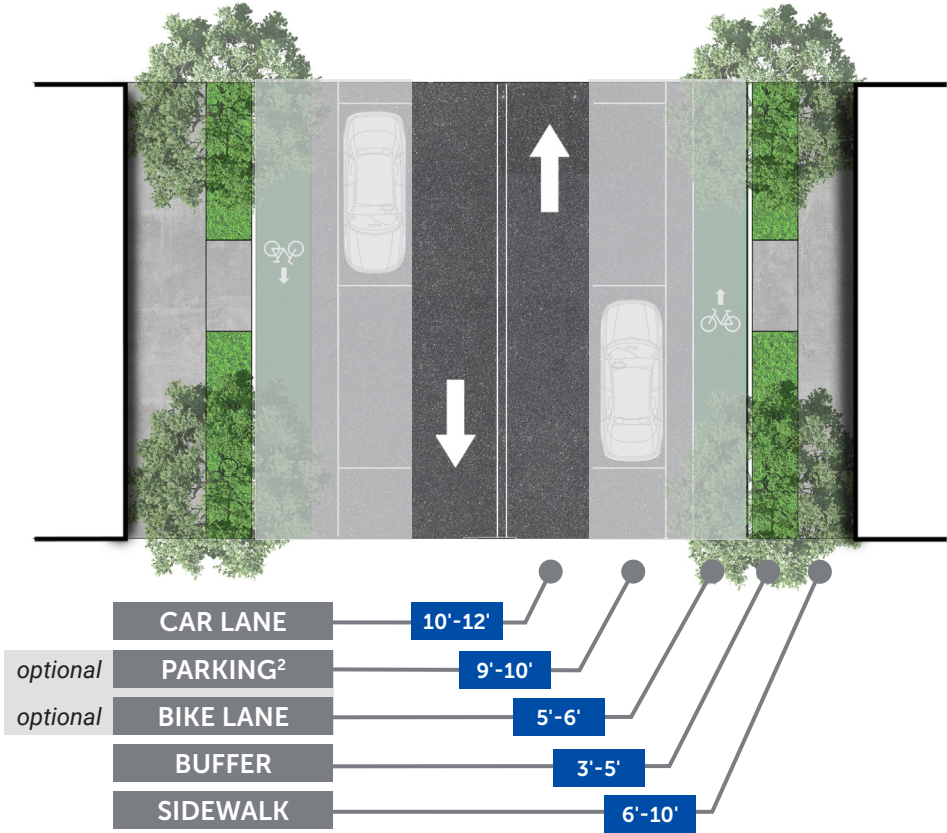 CAR LANE 10'-12'
optional PARKING² 9'-10'
optional BIKE LANE 5'-6'
BUFFER 3'-5'
SIDEWALK 6'-10'